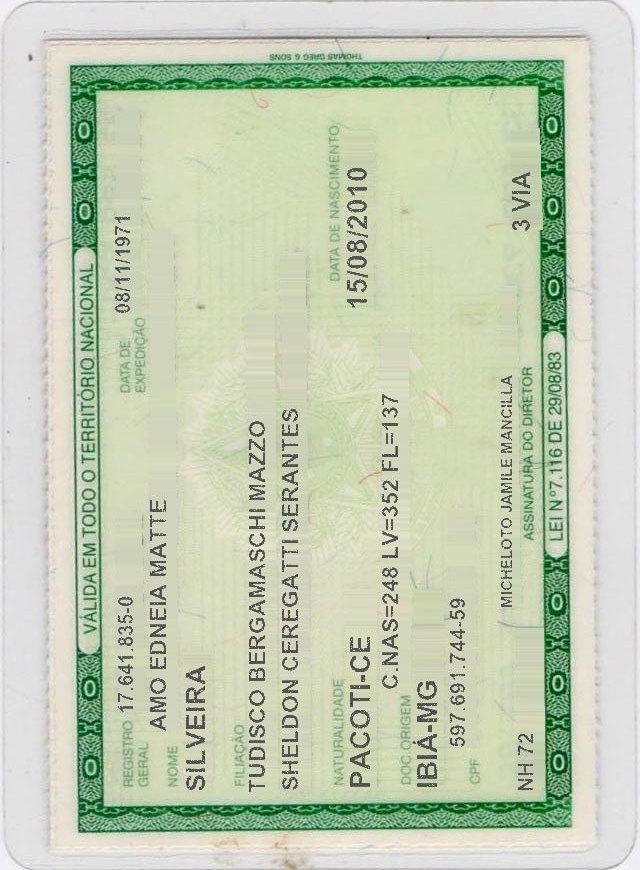 VÁLIDA EM TODO O TERRITÓRIO NACIONAL
REGISTRO GERAL 17.641.835-0 DATA DE EXPEDIÇÃO 08/11/1971
NOME AMO EDNEIA MATTE
SILVEIRA
FILIAÇÃO
TUDISCO BERGAMASCHI MAZZO
SHELDON CEREGATTI SERANTES
NATURALIDADE DATA DE NASCIMENTO
PACOTI-CE 15/08/2010
DOC ORIGEM C.NAS=248 LV=352 FL=137
IBIÁ-MG
597.691.744-59
CPF
MICHELOTO JAMILE MANCILLA
NH 72 ASSINATURA DO DIRETOR 3 VIA
LEI Nº 7.116 DE 29/08/83
THOMAS GREG & SONS